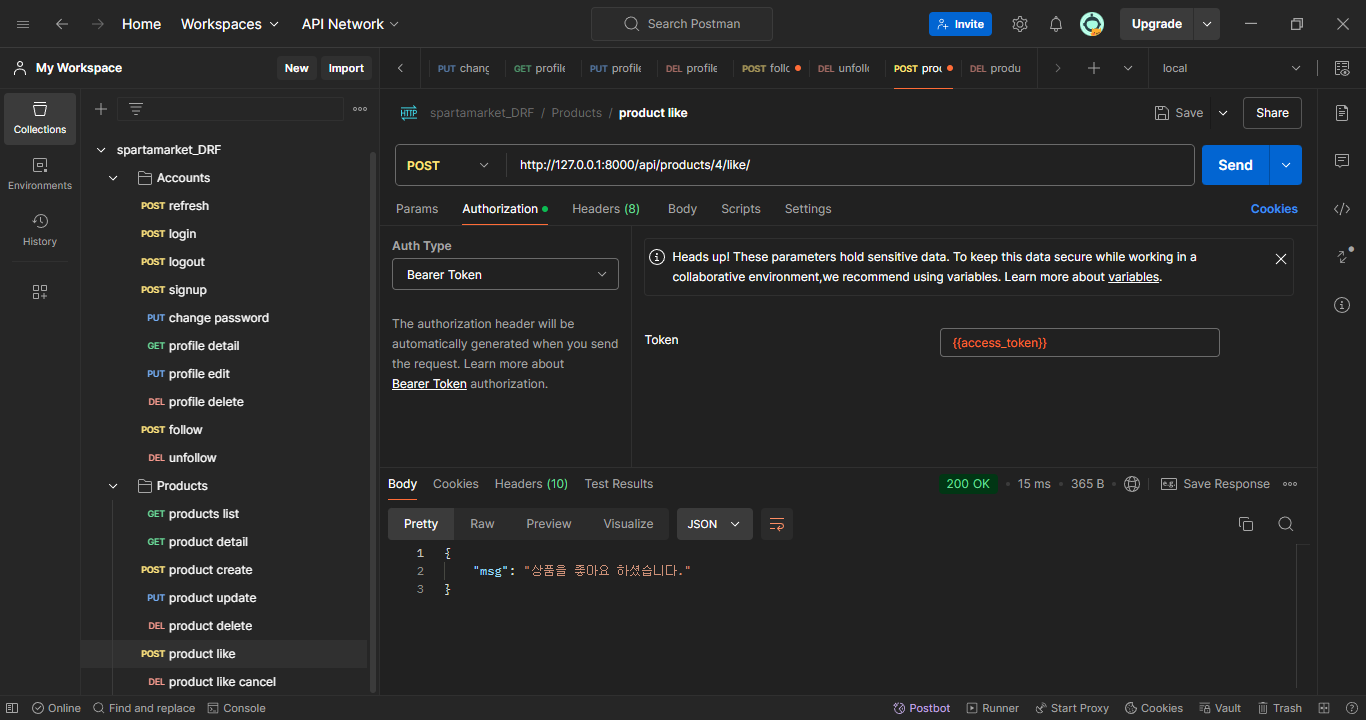 Home Workspaces API Network Search Postman Invite Upgrade
My Workspace New Import PUT chang GET profile PUT profile DEL profile POST follo DEL unfollo POST prod DEL produ local
Collections
Environments
History
spartamarket_DRF
Accounts
POST refresh
POST login
POST logout
POST signup
PUT change password
GET profile detail
PUT profile edit
DEL profile delete
POST follow
DEL unfollow
Products
GET products list
GET product detail
POST product create
PUT product update
DEL product delete
POST product like
DEL product like cancel
HTTP spartamarket_DRF / Products / product like Save Share
POST http://127.0.0.1:8000/api/products/4/like/ Send
Params Authorization Headers (8) Body Scripts Settings Cookies
Auth Type
Bearer Token
The authorization header will be
automatically generated when you send
the request. Learn more about
Bearer Token authorization.
Heads up! These parameters hold sensitive data. To keep this data secure while working in a
collaborative environment,we recommend using variables. Learn more about variables.
Token {{access_token}}
Body Cookies Headers (10) Test Results 200 OK 15 ms 365 B e.g. Save Response
Pretty Raw Preview Visualize JSON
1 {
2 "msg": "상품을 좋아요 하셨습니다."
3 }
Online Find and replace Console Postbot Runner Start Proxy Cookies Vault Trash